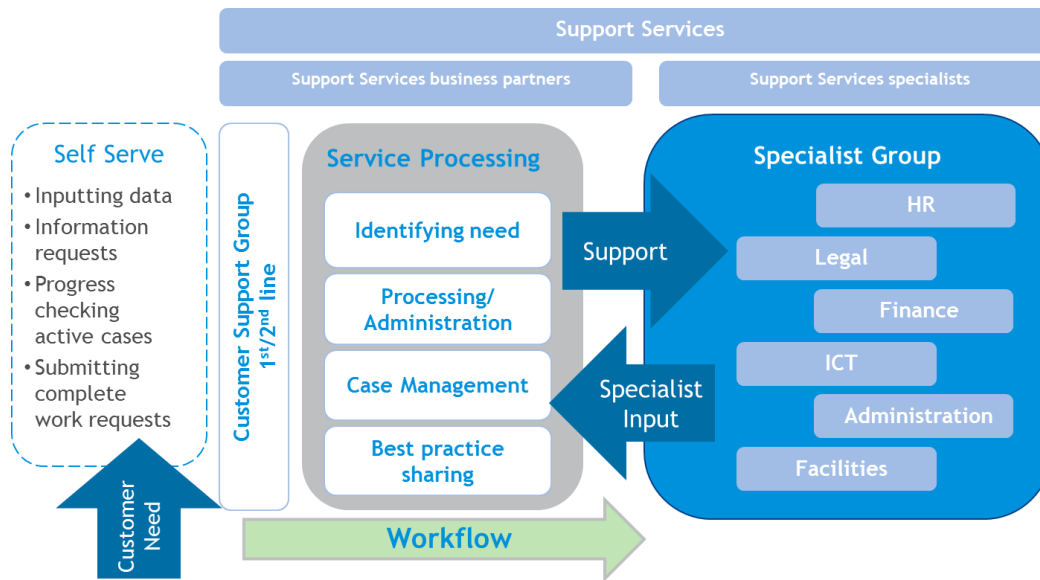 Support Services
Support Services business partners
Support Services specialists
Self Serve
• Inputting data
• Information
requests
• Progress
checking
active cases
• Submitting
complete
work requests
Customer
Need
Customer Support Group
1st/2nd line
Service Processing
Identifying need
Processing/
Administration
Case Management
Best practice
sharing
Support
Specialist
Input
Specialist Group
HR
Legal
Finance
ICT
Administration
Facilities
Workflow